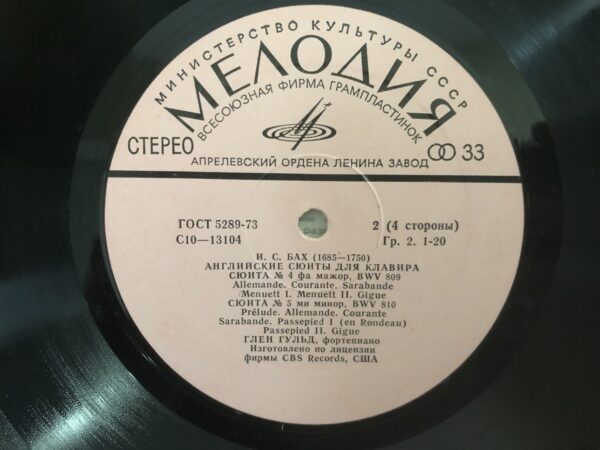 МИНИСТЕРСТВО КУЛЬТУРЫ СССР
МЕЛОДИЯ
ВСЕСОЮЗНАЯ ФИРМА ГРАМПЛАСТИНОК
СТЕРЕО
33
АПРЕЛЕВСКИЙ ОРДЕНА ЛЕНИНА ЗАВОД
ГОСТ 5289-73
2 (4 стороны)
С10—13104
Гр. 2. 1-20
И. С. БАХ (1685—1750)
АНГЛИЙСКИЕ СЮИТЫ ДЛЯ КЛАВИРА
СЮИТА № 4 фа мажор, BWV 809
Allemande. Courante. Sarabande
Menuett I. Menuett II. Gigue
СЮИТА № 5 ми минор, BWV 810
Prélude. Allemande. Courante
Sarabande. Passepied I (en Rondeau)
Passepied II. Gigue
ГЛЕН ГУЛЬД, фортепиано
Изготовлено по лицензии
фирмы CBS Records, США